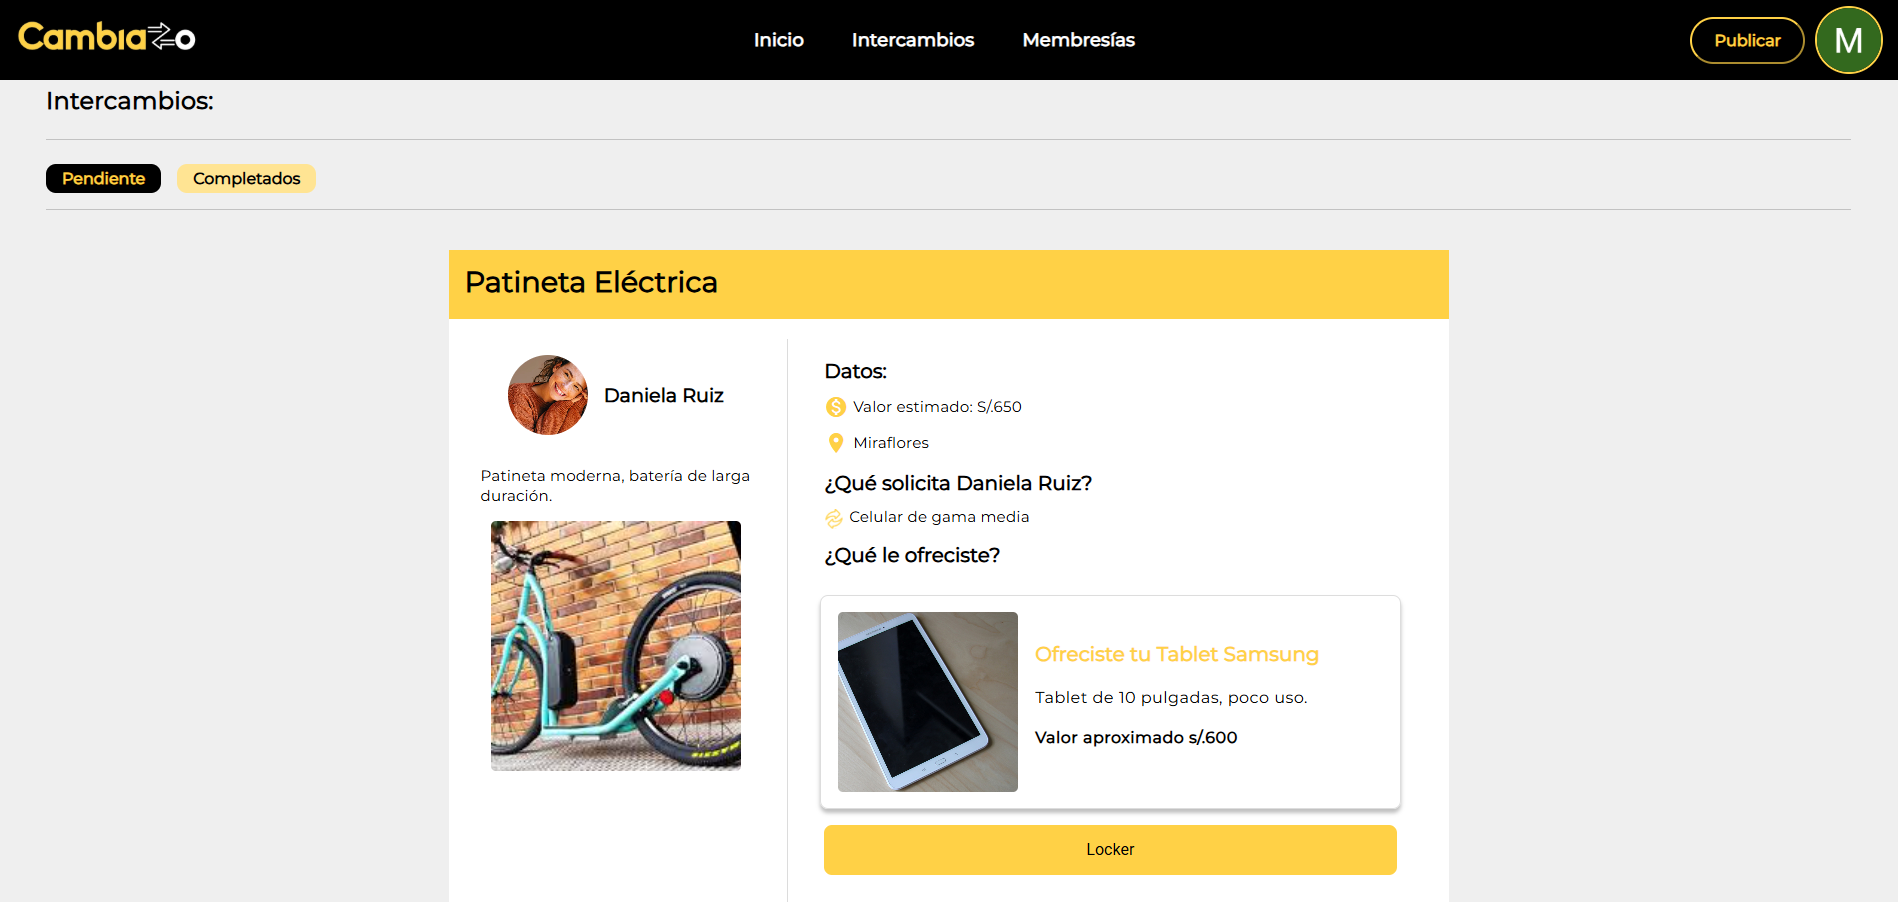 Cambiazo
Inicio
Intercambios
Membresías
Publicar
M
Intercambios:
Pendiente
Completados
Patineta Eléctrica
Daniela Ruiz
Patineta moderna, batería de larga
duración.
Datos:
Valor estimado: S/.650
Miraflores
¿Qué solicita Daniela Ruiz?
Celular de gama media
¿Qué le ofreciste?
Ofreciste tu Tablet Samsung
Tablet de 10 pulgadas, poco uso.
Valor aproximado s/.600
Locker